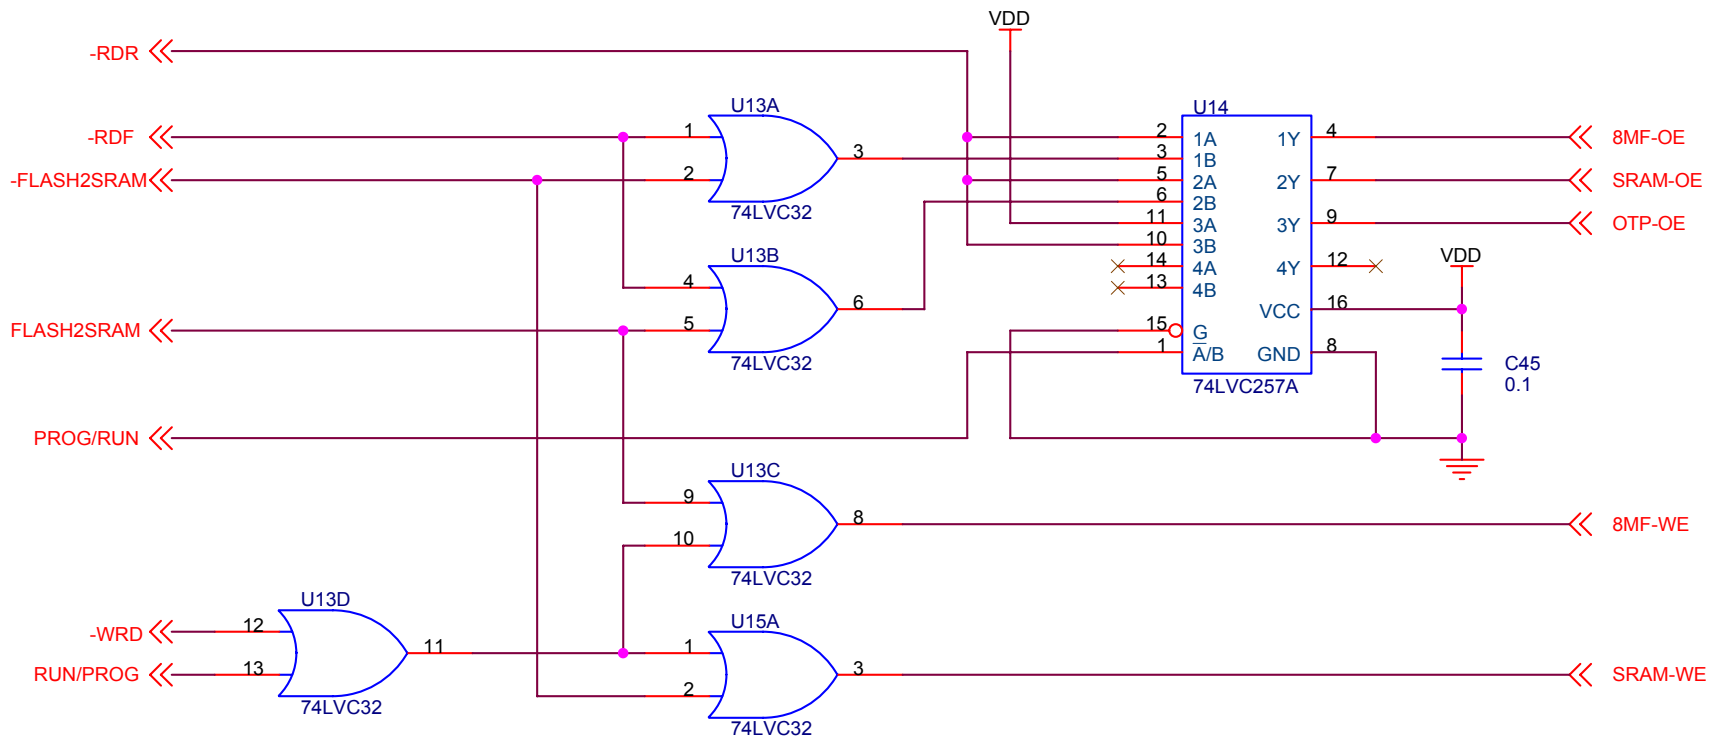 VDD
-RDR
U13A
U14
-RDF
1
3
2
1A
1Y
4
8MF-OE
3
1B
-FLASH2SRAM
2
5
2A
2Y
7
SRAM-OE
74LVC32
6
2B
11
3A
3Y
9
OTP-OE
10
3B
U13B
VDD
14
4A
4Y
12
4
13
4B
6
VCC
16
FLASH2SRAM
5
15
G
1
A/B
GND
8
74LVC32
C45
0.1
74LVC257A
PROG/RUN
U13C
9
8
8MF-WE
10
74LVC32
U13D
U15A
-WRD
12
11
1
RUN/PROG
13
3
SRAM-WE
2
74LVC32
74LVC32